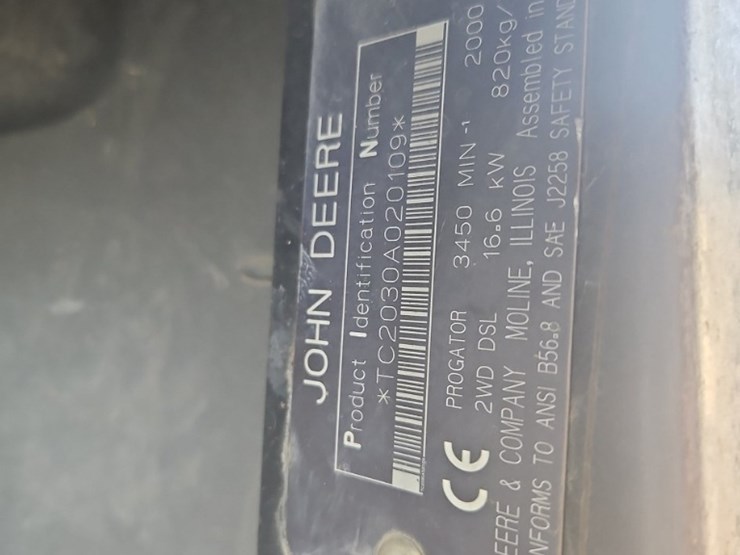 JOHN DEERE
Product Identification Number
*TC2030A020109*
CE PROGATOR 3450 MIN -1 2000
2WD DSL 16.6 kW 820kg/
EERE & COMPANY MOLINE, ILLINOIS Assembled in
NFORMS TO ANSI B56.8 AND SAE J2258 SAFETY STAND